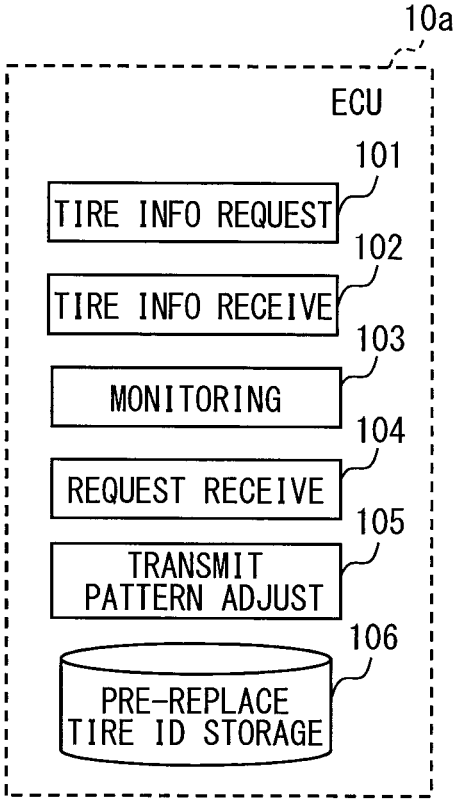 10a
ECU
101
TIRE INFO REQUEST
102
TIRE INFO RECEIVE
103
MONITORING
104
REQUEST RECEIVE
105
TRANSMIT
PATTERN ADJUST
106
PRE-REPLACE
TIRE ID STORAGE